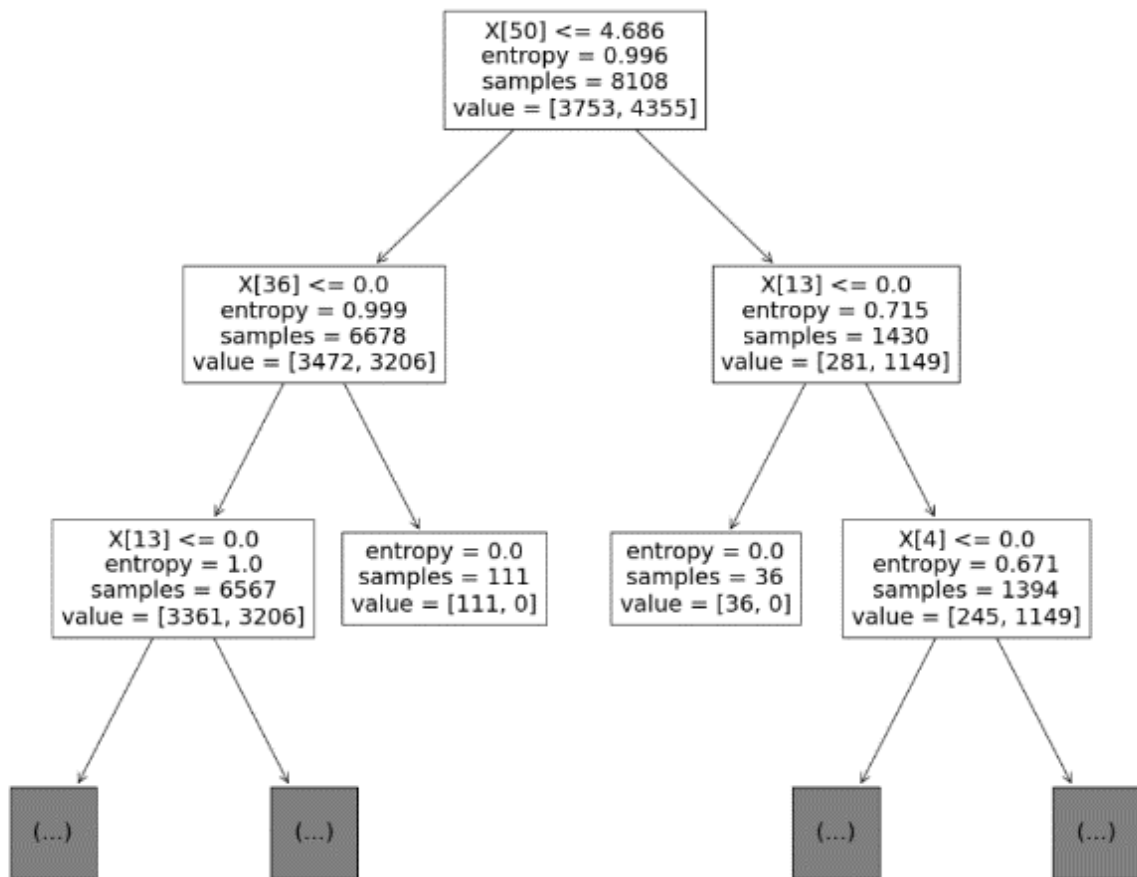 X[50] <= 4.686
entropy = 0.996
samples = 8108
value = [3753, 4355]
X[36] <= 0.0
entropy = 0.999
samples = 6678
value = [3472, 3206]
X[13] <= 0.0
entropy = 0.715
samples = 1430
value = [281, 1149]
X[13] <= 0.0
entropy = 1.0
samples = 6567
value = [3361, 3206]
entropy = 0.0
samples = 111
value = [111, 0]
entropy = 0.0
samples = 36
value = [36, 0]
X[4] <= 0.0
entropy = 0.671
samples = 1394
value = [245, 1149]
(...)
(...)
(...)
(...)